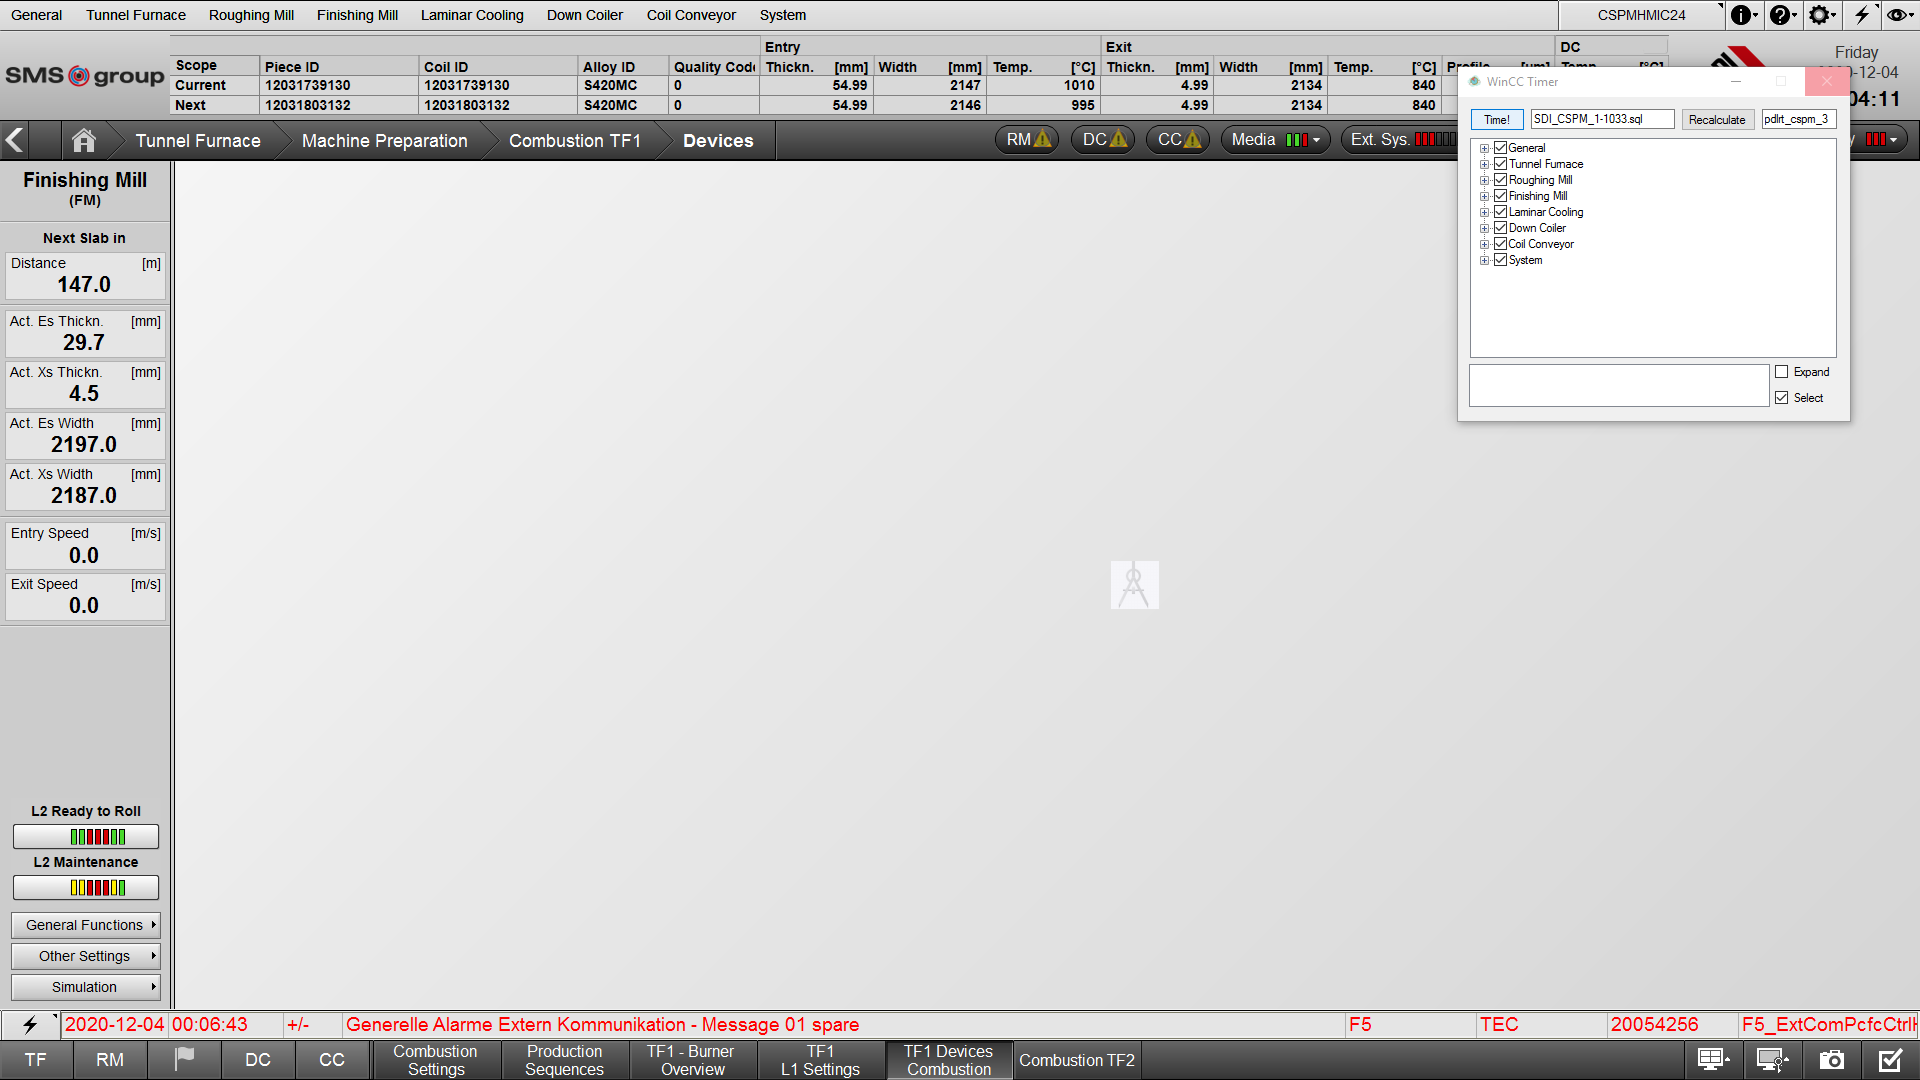 General Tunnel Furnace Roughing Mill Finishing Mill Laminar Cooling Down Coiler Coil Conveyor System CSPMHMIC24
SMS group
Entry Exit DC
Scope Piece ID Coil ID Alloy ID Quality Code Thickn. [mm] Width [mm] Temp. [°C] Thickn. [mm] Width [mm] Temp. [°C]
Current 12031739130 12031739130 S420MC 0 54.99 2147 1010 4.99 2134 840
Next 12031803132 12031803132 S420MC 0 54.99 2146 995 4.99 2134 840
Friday
-12-04
04:11
Tunnel Furnace Machine Preparation Combustion TF1 Devices RM DC CC Media Ext. Sys.
WinCC Timer
Time! SDI_CSPM_1-1033.sql Recalculate pdlrt_cspm_3
General
Tunnel Furnace
Roughing Mill
Finishing Mill
Laminar Cooling
Down Coiler
Coil Conveyor
System
Expand
Select
Finishing Mill
(FM)
Next Slab in
Distance [m]
147.0
Act. Es Thickn. [mm]
29.7
Act. Xs Thickn. [mm]
4.5
Act. Es Width [mm]
2197.0
Act. Xs Width [mm]
2187.0
Entry Speed [m/s]
0.0
Exit Speed [m/s]
0.0
L2 Ready to Roll
L2 Maintenance
General Functions
Other Settings
Simulation
2020-12-04 00:06:43 +/- Generelle Alarme Extern Kommunikation - Message 01 spare F5 TEC 20054256 F5_ExtComPcfcCtrl
TF RM DC CC
Combustion
Settings
Production
Sequences
TF1 - Burner
Overview
TF1
L1 Settings
TF1 Devices
Combustion
Combustion TF2